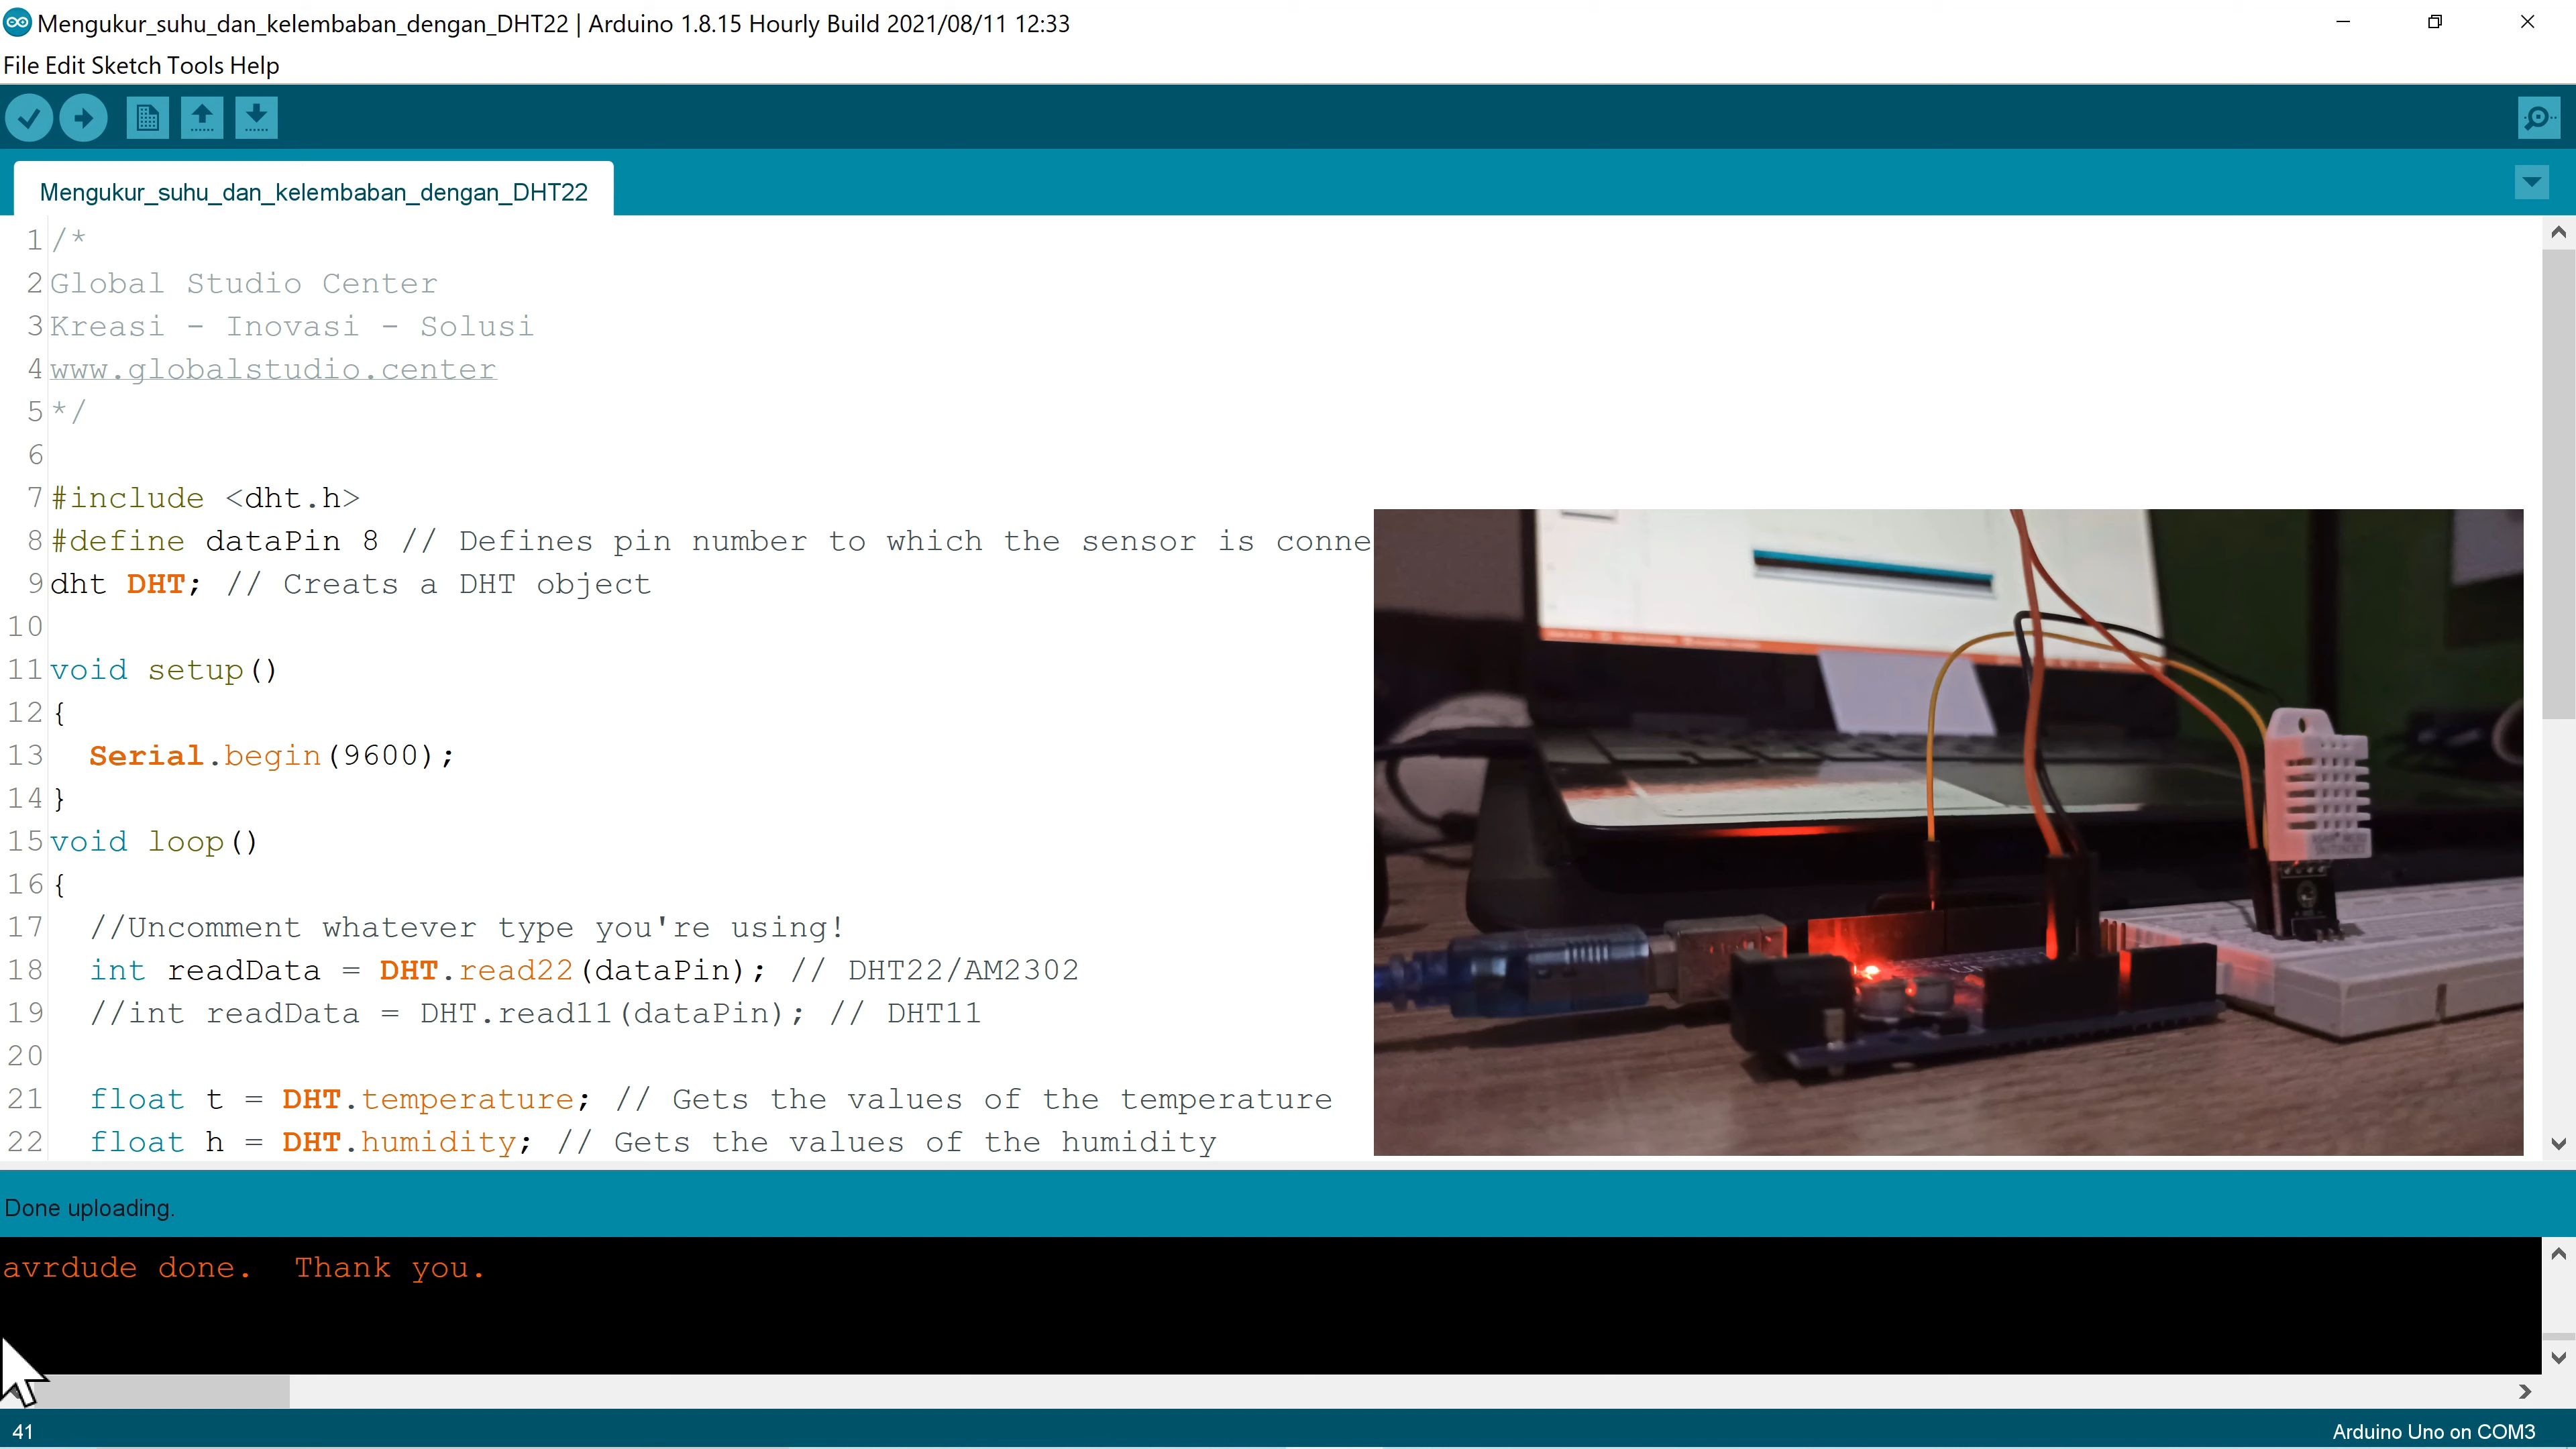 Mengukur_suhu_dan_kelembaban_dengan_DHT22 | Arduino 1.8.15 Hourly Build 2021/08/11 12:33
File Edit Sketch Tools Help
Mengukur_suhu_dan_kelembaban_dengan_DHT22
1 /*
2 Global Studio Center
3 Kreasi - Inovasi - Solusi
4 www.globalstudio.center
5 */
6
7 #include <dht.h>
8 #define dataPin 8 // Defines pin number to which the sensor is conne
9 dht DHT; // Creats a DHT object
10
11 void setup()
12 {
13   Serial.begin(9600);
14 }
15 void loop()
16 {
17   //Uncomment whatever type you're using!
18   int readData = DHT.read22(dataPin); // DHT22/AM2302
19   //int readData = DHT.read11(dataPin); // DHT11
20
21   float t = DHT.temperature; // Gets the values of the temperature
22   float h = DHT.humidity; // Gets the values of the humidity
Done uploading.
avrdude done.  Thank you.
41
Arduino Uno on COM3